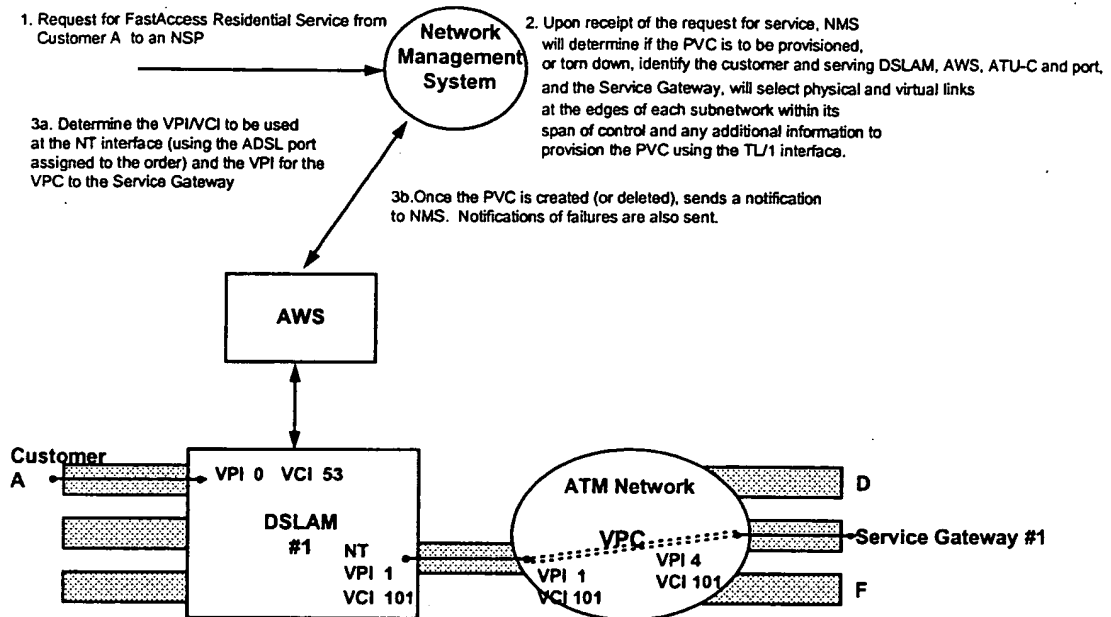 1. Request for FastAccess Residential Service from
Customer A to an NSP
Network
Management
System
2. Upon receipt of the request for service, NMS
will determine if the PVC is to be provisioned,
or torn down, identify the customer and serving DSLAM, AWS, ATU-C and port,
and the Service Gateway, will select physical and virtual links
at the edges of each subnetwork within its
span of control and any additional information to
provision the PVC using the TL/1 interface.
3a. Determine the VPI/VCI to be used
at the NT interface (using the ADSL port
assigned to the order) and the VPI for the
VPC to the Service Gateway
3b.Once the PVC is created (or deleted), sends a notification
to NMS. Notifications of failures are also sent.
AWS
Customer
A
VPI 0 VCI 53
DSLAM
#1
NT
VPI 1
VCI 101
ATM Network
VPC
VPI 1
VCI 101
VPI 4
VCI 101
D
Service Gateway #1
F